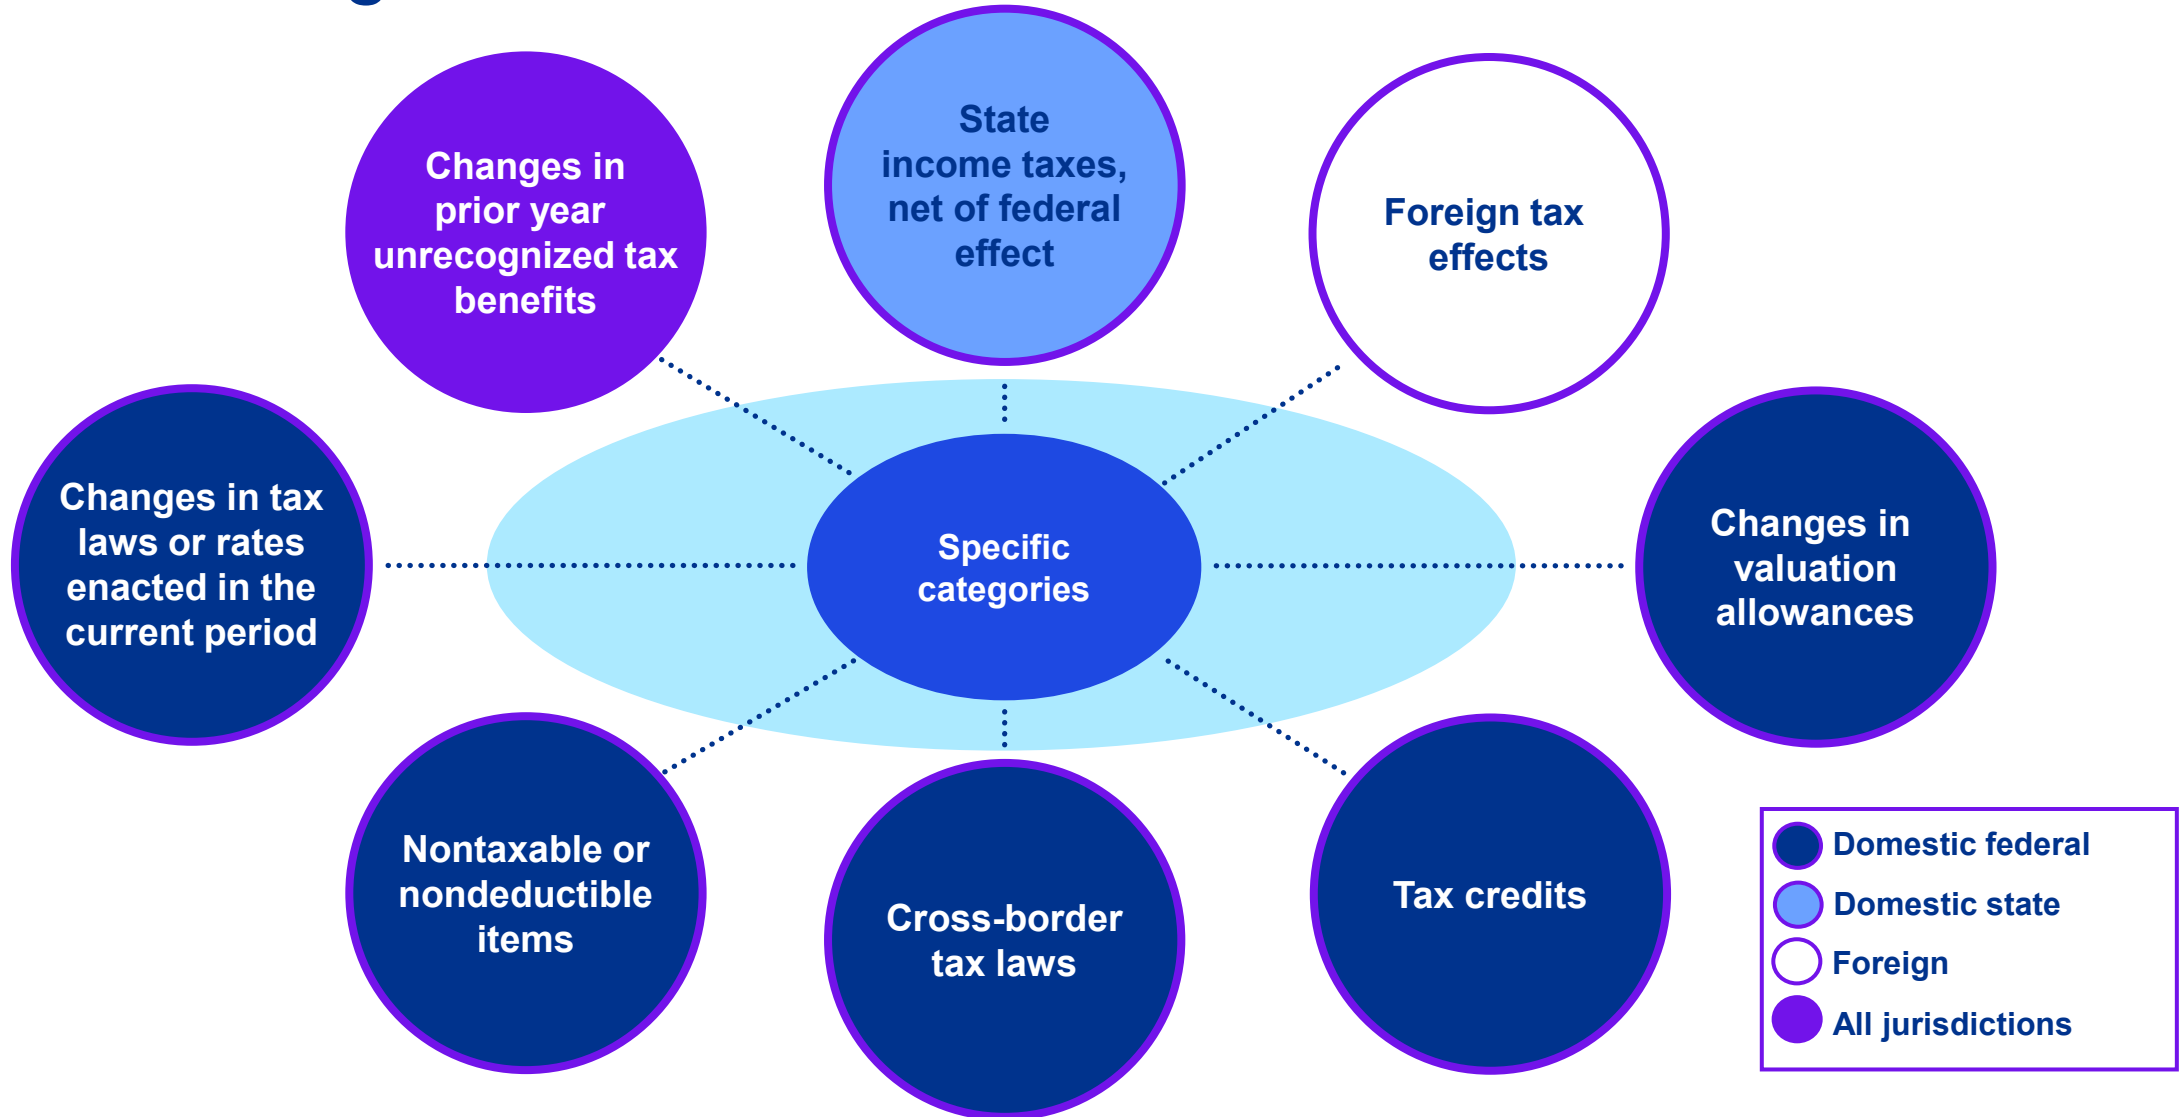 State
income taxes,
net of federal
effect
Changes in
prior year
unrecognized tax
benefits
Foreign tax
effects
Changes in tax
laws or rates
enacted in the
current period
Specific
categories
Changes in
valuation
allowances
Nontaxable or
nondeductible
items
Cross-border
tax laws
Tax credits
Domestic federal
Domestic state
Foreign
All jurisdictions